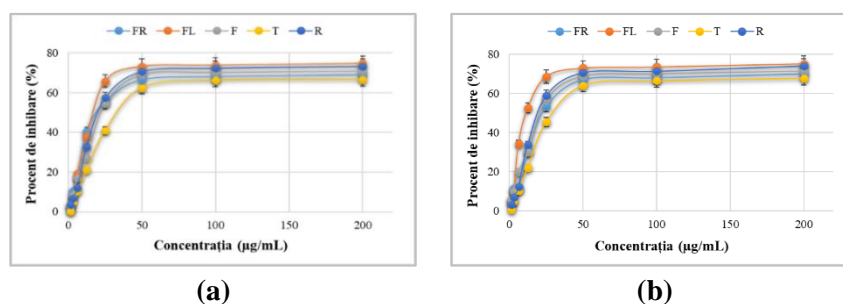 FR FL F T R
80
60
40
20
0
Procent de inhibare (%)
0 50 100 150 200
Concentrația (µg/mL)
(a)
FR FL F T R
80
60
40
20
0
Procent de inhibare (%)
0 50 100 150 200
Concentrația (µg/mL)
(b)